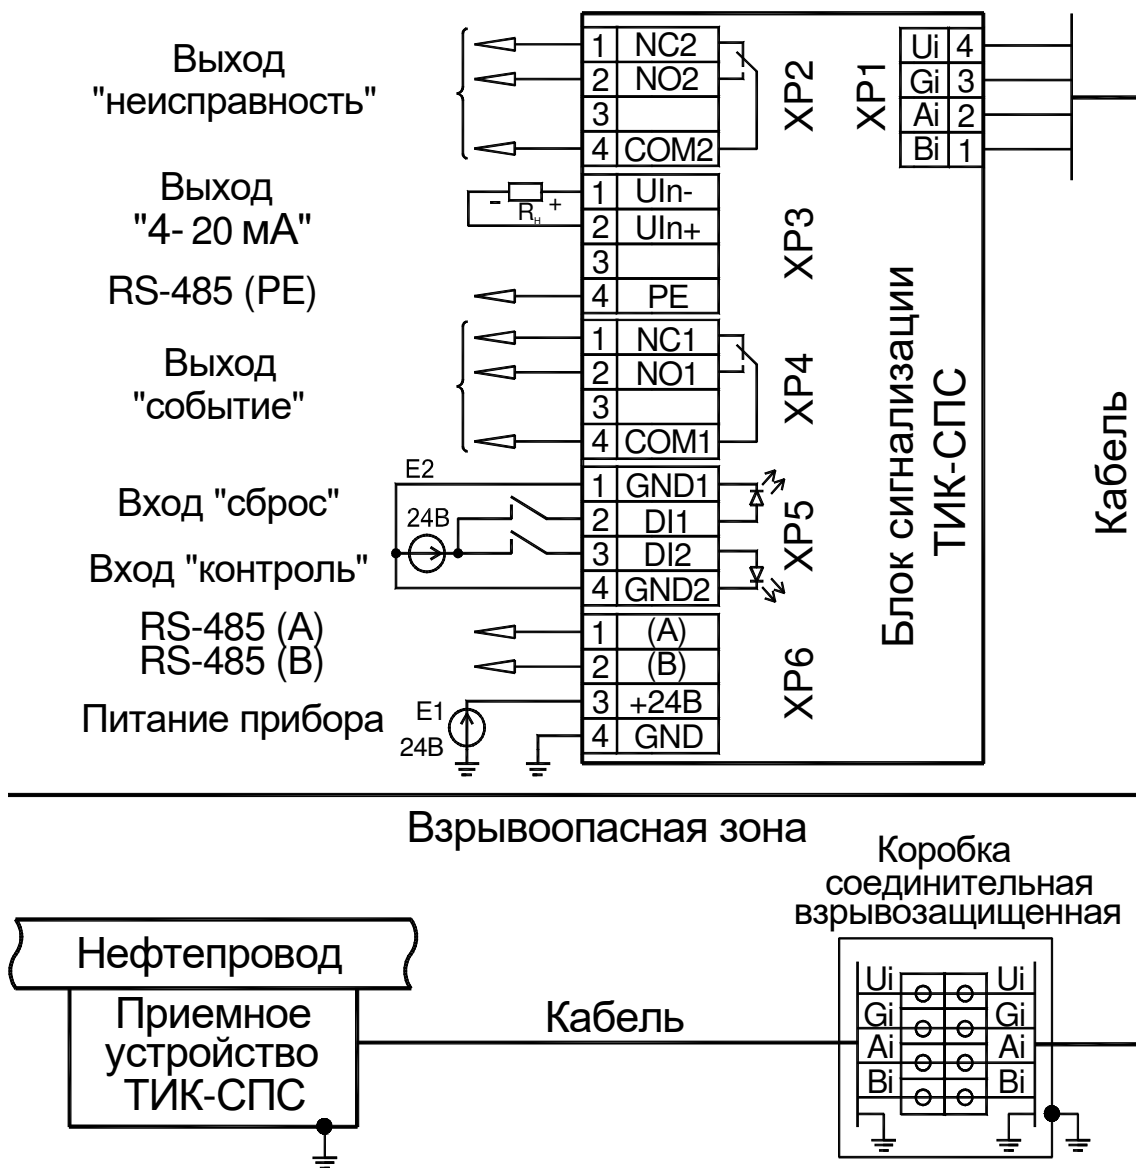 Выход
"неисправность"
1 NC2
2 NO2
3
4 COM2
XP2
XP1
Ui 4
Gi 3
Ai 2
Bi 1
Выход
"4- 20 мА"
- Rн +
1 UIn-
2 UIn+
3
4 PE
XP3
RS-485 (PE)
Выход
"событие"
1 NC1
2 NO1
3
4 COM1
XP4
Блок сигнализации
ТИК-СПС
Кабель
Вход "сброс"
Вход "контроль"
E2
24В
1 GND1
2 DI1
3 DI2
4 GND2
XP5
RS-485 (A)
RS-485 (B)
Питание прибора
E1
24В
1 (A)
2 (B)
3 +24В
4 GND
XP6
Взрывоопасная зона
Коробка
соединительная
взрывозащищенная
Нефтепровод
Приемное
устройство
ТИК-СПС
Кабель
Ui Ui
Gi Gi
Ai Ai
Bi Bi